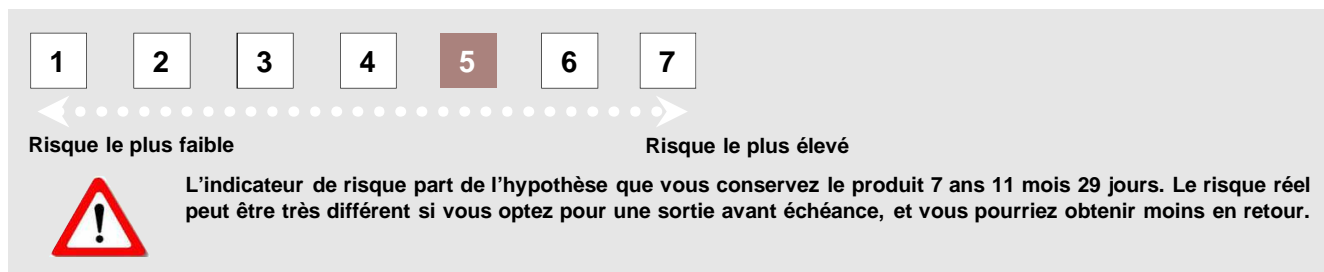 1 2 3 4 5 6 7
Risque le plus faible Risque le plus élevé
L’indicateur de risque part de l’hypothèse que vous conservez le produit 7 ans 11 mois 29 jours. Le risque réel
peut être très différent si vous optez pour une sortie avant échéance, et vous pourriez obtenir moins en retour.